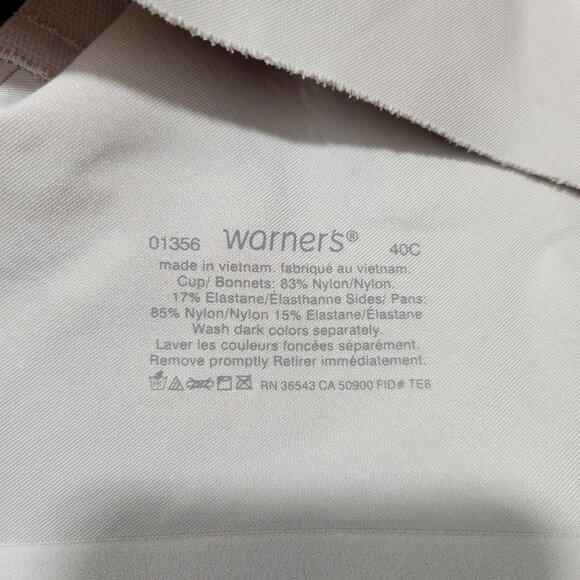 01356 warner's® 40C
made in vietnam. fabriqué au vietnam.
Cup/ Bonnets: 83% Nylon/Nylon.
17% Elastane/Élasthanne Sides/ Pans:
85% Nylon/Nylon 15% Elastane/Élastane
Wash dark colors separately.
Laver les couleurs foncées séparément.
Remove promptly Retirer immédiatement.
RN 36543 CA 50900 FID# TE8